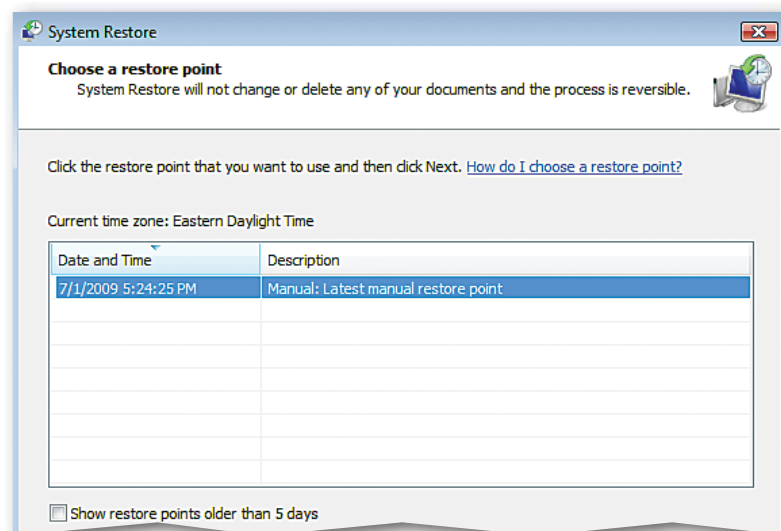 System Restore
Choose a restore point
System Restore will not change or delete any of your documents and the process is reversible.
Click the restore point that you want to use and then click Next. How do I choose a restore point?
Current time zone: Eastern Daylight Time
Date and Time Description
7/1/2009 5:24:25 PM Manual: Latest manual restore point
Show restore points older than 5 days